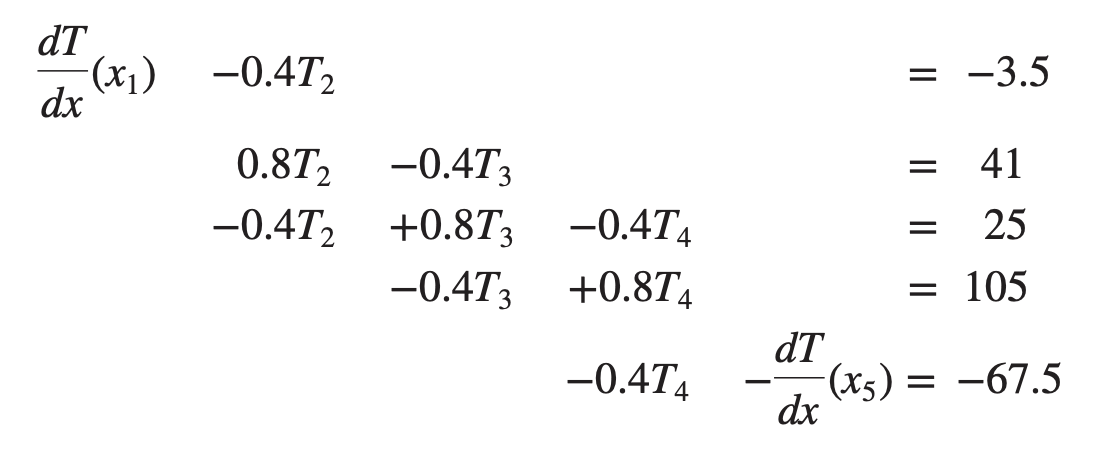 dT/dx(x₁) −0.4T₂ = −3.5
0.8T₂ −0.4T₃ = 41
−0.4T₂ +0.8T₃ −0.4T₄ = 25
−0.4T₃ +0.8T₄ = 105
−0.4T₄ −dT/dx(x₅) = −67.5